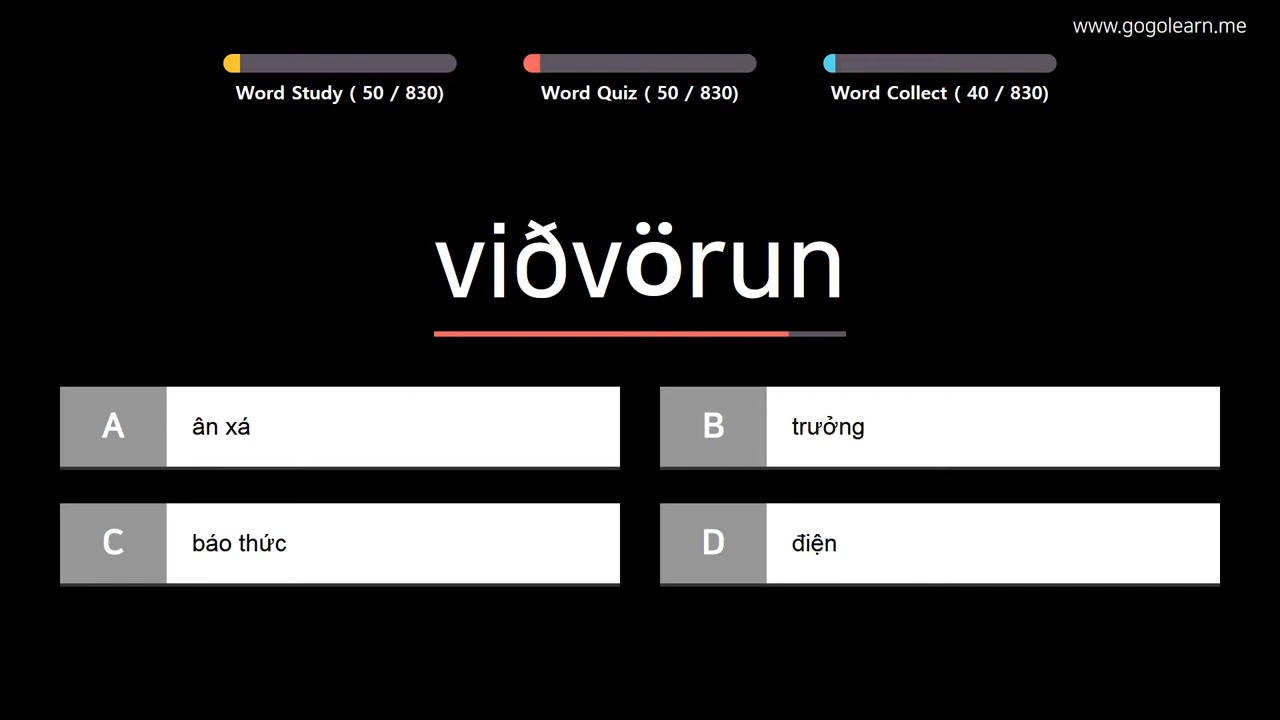 www.gogolearn.me
Word Study ( 50 / 830)
Word Quiz ( 50 / 830)
Word Collect ( 40 / 830)
viðvörun
A
ân xá
B
trưởng
C
báo thức
D
điện